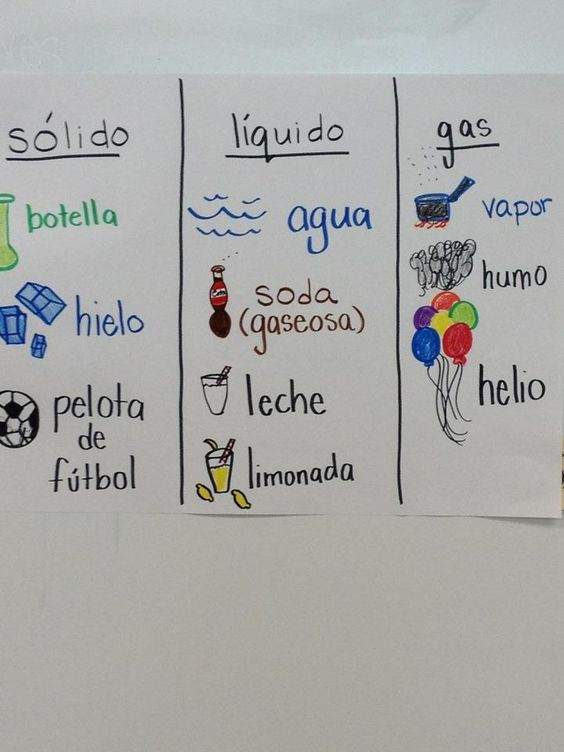 sólido
botella
hielo
pelota
de
fútbol
líquido
agua
soda
(gaseosa)
leche
limonada
gas
vapor
humo
helio